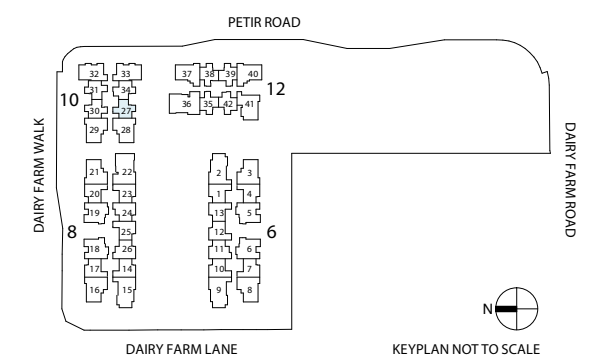 PETIR ROAD
32 33 37 38 39 40
10 31 34 12
30 27 36 35 42 41
29 28
DAIRY FARM WALK
DAIRY FARM ROAD
21 22 2 3
20 23 1 4
19 24 13 5
8 25 12 6
18 26 11 6
17 14 10 7
16 15 9 8
N
DAIRY FARM LANE
KEYPLAN NOT TO SCALE